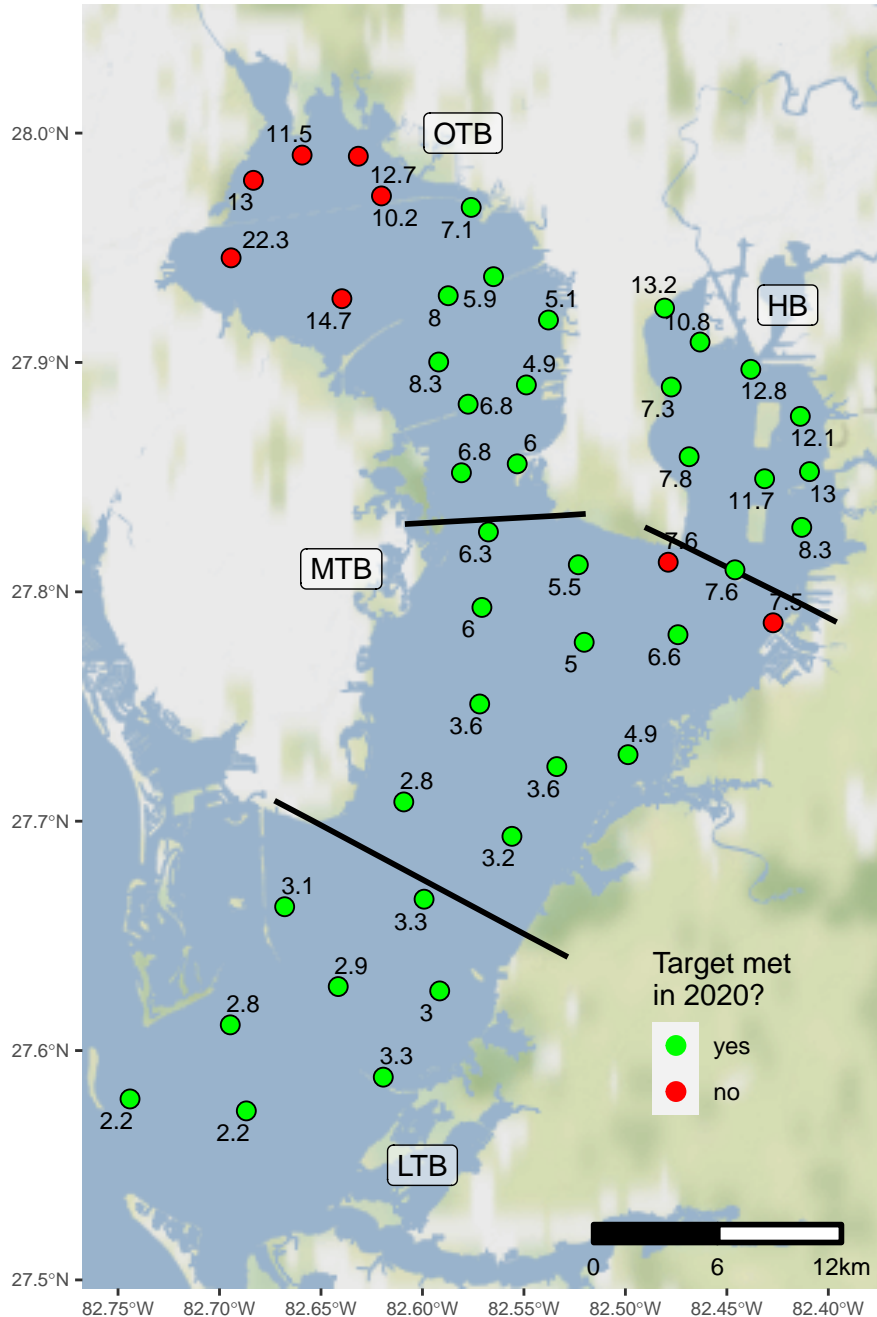 28.0°N
27.9°N
27.8°N
27.7°N
27.6°N
27.5°N
OTB
11.5
12.7
13
10.2
7.1
22.3
14.7
8
5.9
5.1
13.2
10.8
HB
8.3
4.9
6.8
7.3
12.8
12.1
6.8
6
7.8
11.7
13
8.3
MTB
6.3
5.5
7.6
7.6
7.5
6
5
6.6
3.6
4.9
3.6
2.8
3.2
3.1
3.3
2.9
3
2.8
3.3
2.2
2.2
LTB
Target met
in 2020?
yes
no
0 6 12km
82.75°W 82.70°W 82.65°W 82.60°W 82.55°W 82.50°W 82.45°W 82.40°W